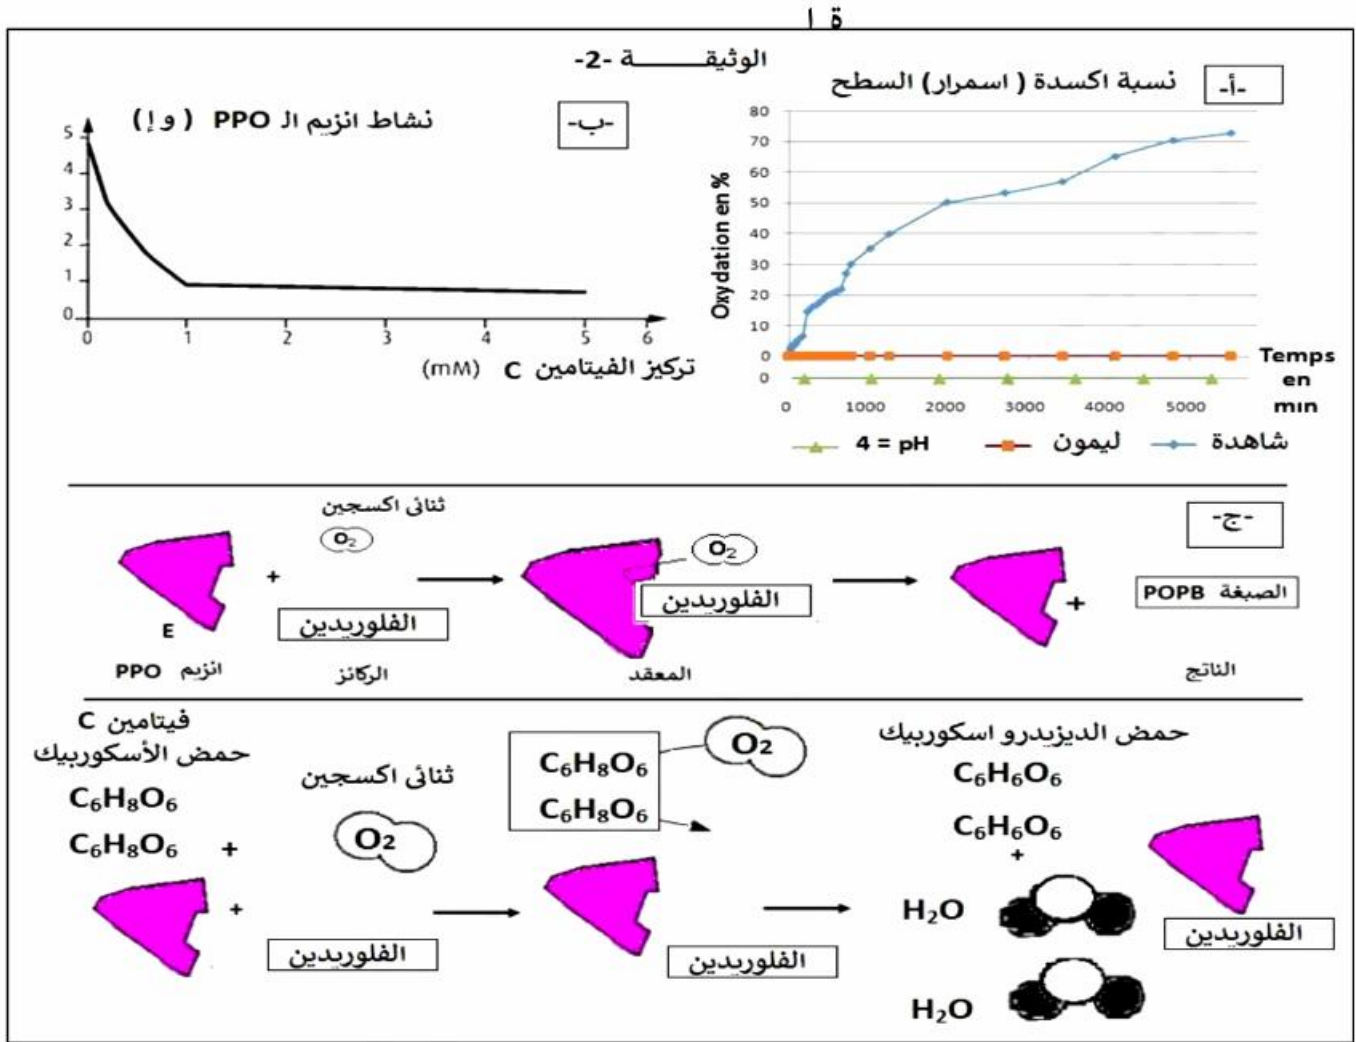 ة ا
الوثيقــــــــة -2-
-أ-
نسبة اكسدة ( اسمرار) السطح
80
70
60
50
40
30
20
10
0
0
Oxydation en %
0 1000 2000 3000 4000 5000
Temps
en
min
شاهدة
ليمون
4 = pH
-ب-
نشاط انزيم الـ PPO ( و إ)
5
4
3
2
1
0
0 1 2 3 4 5 6
تركيز الفيتامين C (mM)
-ج-
ثنائى اكسجين
O2
+
الفلوريدين
E
انزيم PPO
الركائز
O2
الفلوريدين
المعقد
+
الصبغة POPB
الناتج
فيتامين C
حمض الأسكوربيك
C6H8O6
C6H8O6 +
ثنائى اكسجين
O2
+
الفلوريدين
C6H8O6
C6H8O6
O2
الفلوريدين
حمض الديزيدرو اسكوربيك
C6H6O6
C6H6O6
+
H2O
H2O
الفلوريدين